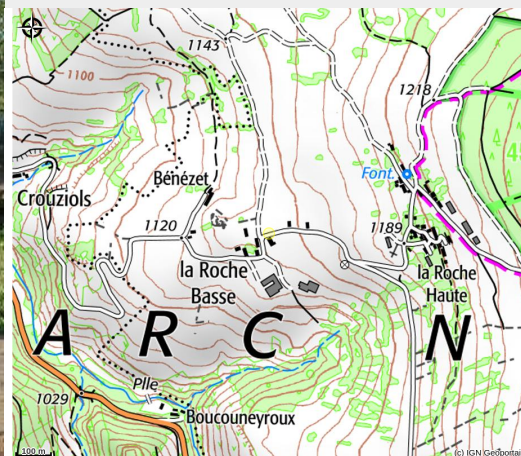 1143
1100
1218
Font.
Bénézet
Crouziols
1120
1189
la Roche
Basse
la Roche
Haute
A R C N
Plle
1029
Boucouneyroux
100 m
(c) IGN Geoportail